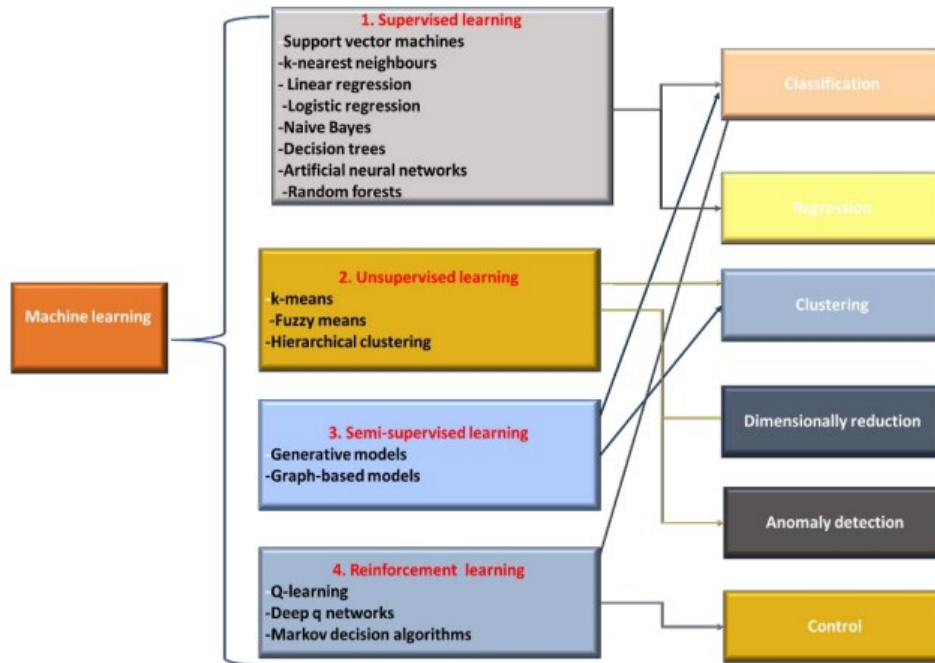 Machine learning
1. Supervised learning
-Support vector machines
-k-nearest neighbours
- Linear regression
-Logistic regression
-Naive Bayes
-Decision trees
-Artificial neural networks
-Random forests
2. Unsupervised learning
-k-means
-Fuzzy means
-Hierarchical clustering
3. Semi-supervised learning
-Generative models
-Graph-based models
4. Reinforcement learning
-Q-learning
-Deep q networks
-Markov decision algorithms
Classification
Regression
Clustering
Dimensionally reduction
Anomaly detection
Control